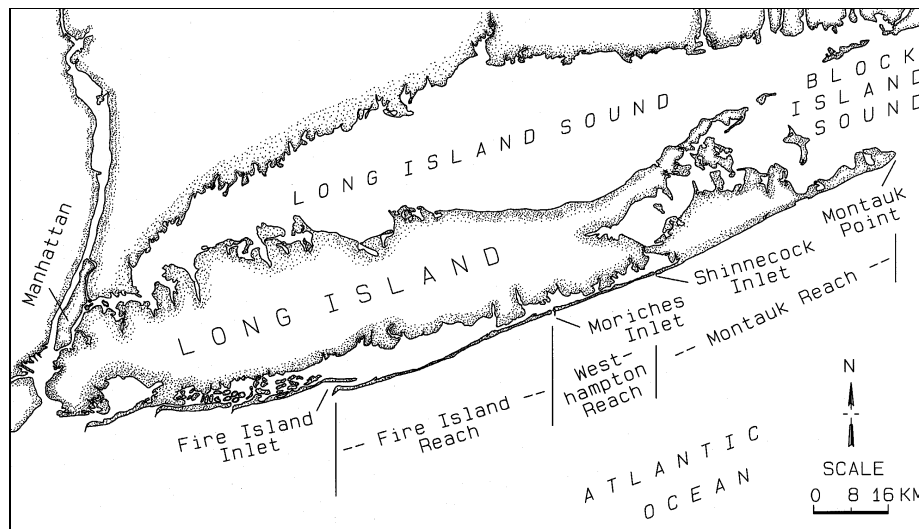 BLOCK
ISLAND
SOUND
LONG ISLAND SOUND
Manhattan
LONG ISLAND
Montauk
Point
Shinnecock
Inlet
Moriches
Inlet
-- Montauk Reach --
West-
hampton
Reach
Fire Island
Inlet
-- Fire Island --
Reach
N
ATLANTIC
OCEAN
SCALE
0 8 16 KM